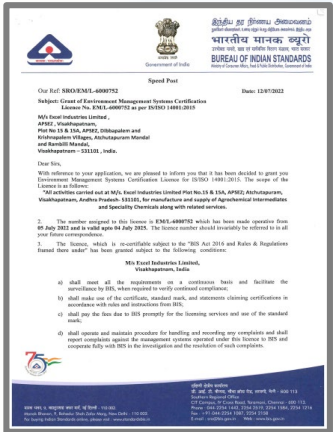 इंद्रिय दर निर्णय
भारतीय मानक ब्यूरो
BUREAU OF INDIAN STANDARDS
Government of India
Speed Post
Our Ref: SRO/EM/L-6000752 Date: 12/07/2022
Subject: Grant of Environment Management Systems Certification
Licence No. EM/L-6000752 as per IS/ISO 14001:2015
M/s Excel Industries Limited ,
APSEZ, Visakhapatnam,
Plot No 15 & 15A, APSEZ, Dibbapalem and
Krishnapalem Villages, Atchutapuram Mandal
and Rambilli Mandal,
Visakhapatnam – 531101 , India.
Dear Sirs,
With reference to your application, we are pleased to inform you that it has been decided to grant you
Environment Management Systems Certification Licence for IS/ISO 14001:2015. The scope of the
Licence is as follows"
"All activities carried out at M/s. Excel Industries Limited Plot No.15 & 15A, APSEZ; Atchutapuram,
Visakhapatnam, Andhra Pradesh- 531101, for manufacture and supply of Agrochemical Intermediates
and Speciality Chemicals along with related services.
2. The number assigned to this licence is EM/L-6000752 which has been made operative from
05 July 2022 and is valid upto 04 July 2025. The licence number should invariably be referred to in all
your future correspondence.
3. The licence, which is re-certifiable subject to the "BIS Act 2016 and Rules & Regulations
framed there under" has been granted subject to the following conditions:
M/s Excel Industries Limited,
Visakhapatnam, India
a) shall meet all the requirements on a continuous basis and facilitate the
surveillance by BIS, when required to verify continued compliance;
b) shall make use of the certificate, standard mark, and statements claiming certifications in
accordance with rules and instructions from BIS;
c) shall pay the fees due to BIS promptly for the licensing services and use of the standard
mark;
d) shall operate and maintain procedure for handling and recording any complaints and shall
report complaints against the management systems operated under this licence to BIS and
cooperate fully with BIS in the investigation and the resolution of such complaints.
75
Southern Regional Office